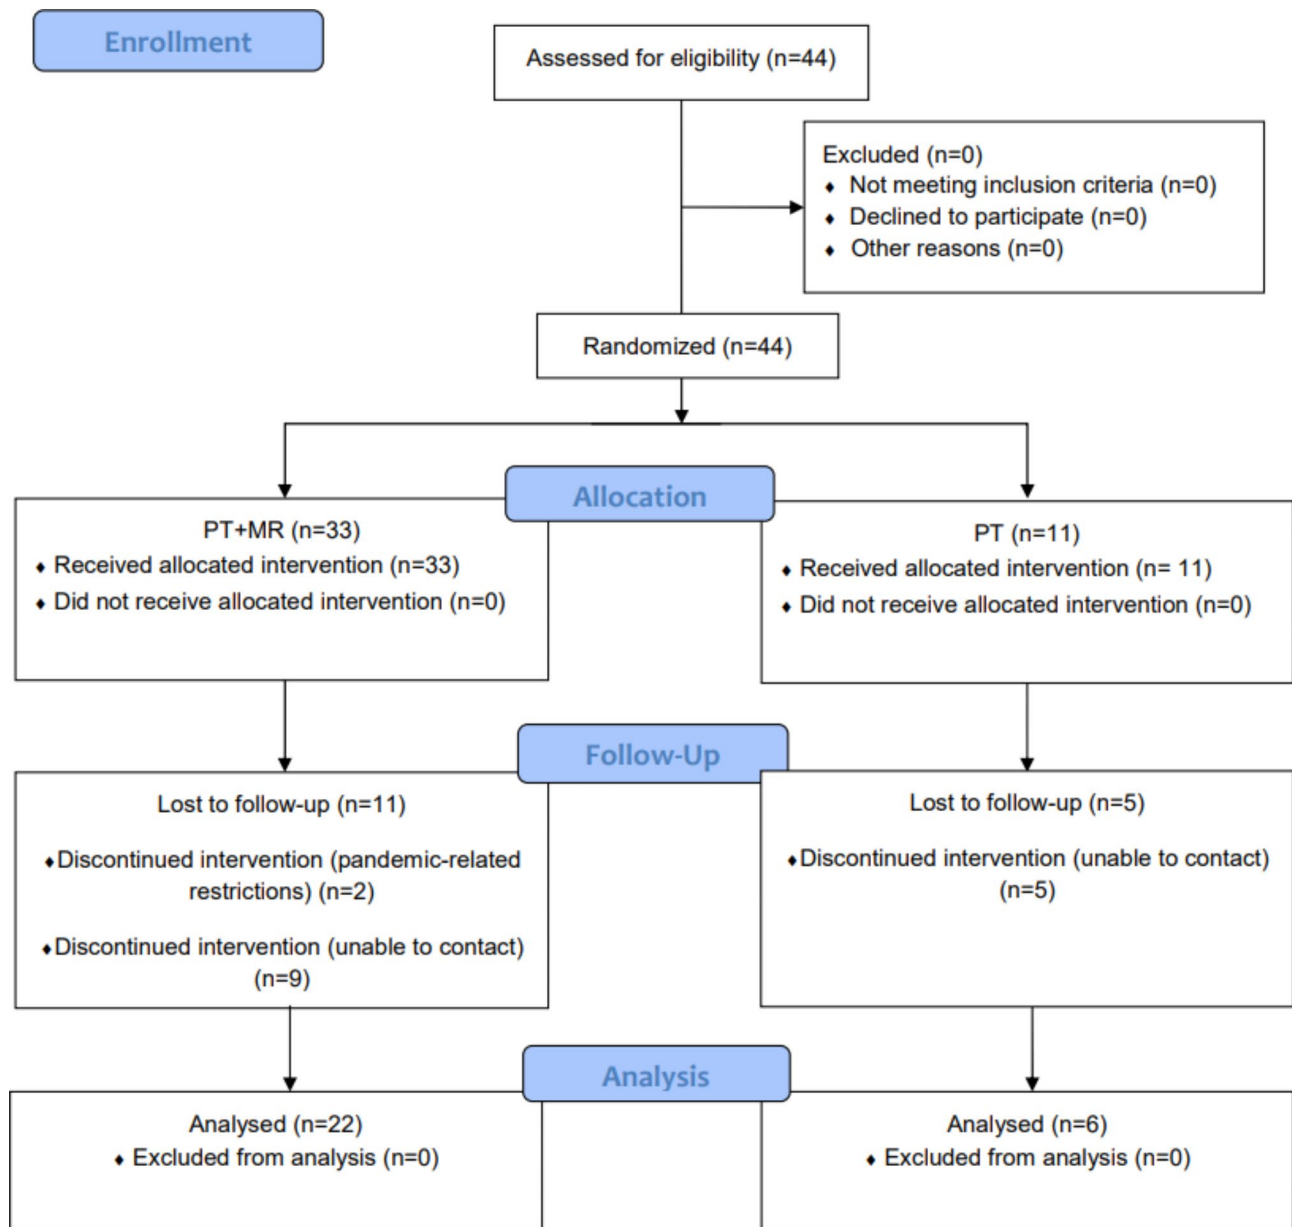 Enrollment
Assessed for eligibility (n=44)
Excluded (n=0)
♦ Not meeting inclusion criteria (n=0)
♦ Declined to participate (n=0)
♦ Other reasons (n=0)
Randomized (n=44)
Allocation
PT+MR (n=33)
♦ Received allocated intervention (n=33)
♦ Did not receive allocated intervention (n=0)
PT (n=11)
♦ Received allocated intervention (n= 11)
♦ Did not receive allocated intervention (n=0)
Follow-Up
Lost to follow-up (n=11)
♦Discontinued intervention (pandemic-related
restrictions) (n=2)
♦Discontinued intervention (unable to contact)
(n=9)
Lost to follow-up (n=5)
♦Discontinued intervention (unable to contact)
(n=5)
Analysis
Analysed (n=22)
♦ Excluded from analysis (n=0)
Analysed (n=6)
♦ Excluded from analysis (n=0)